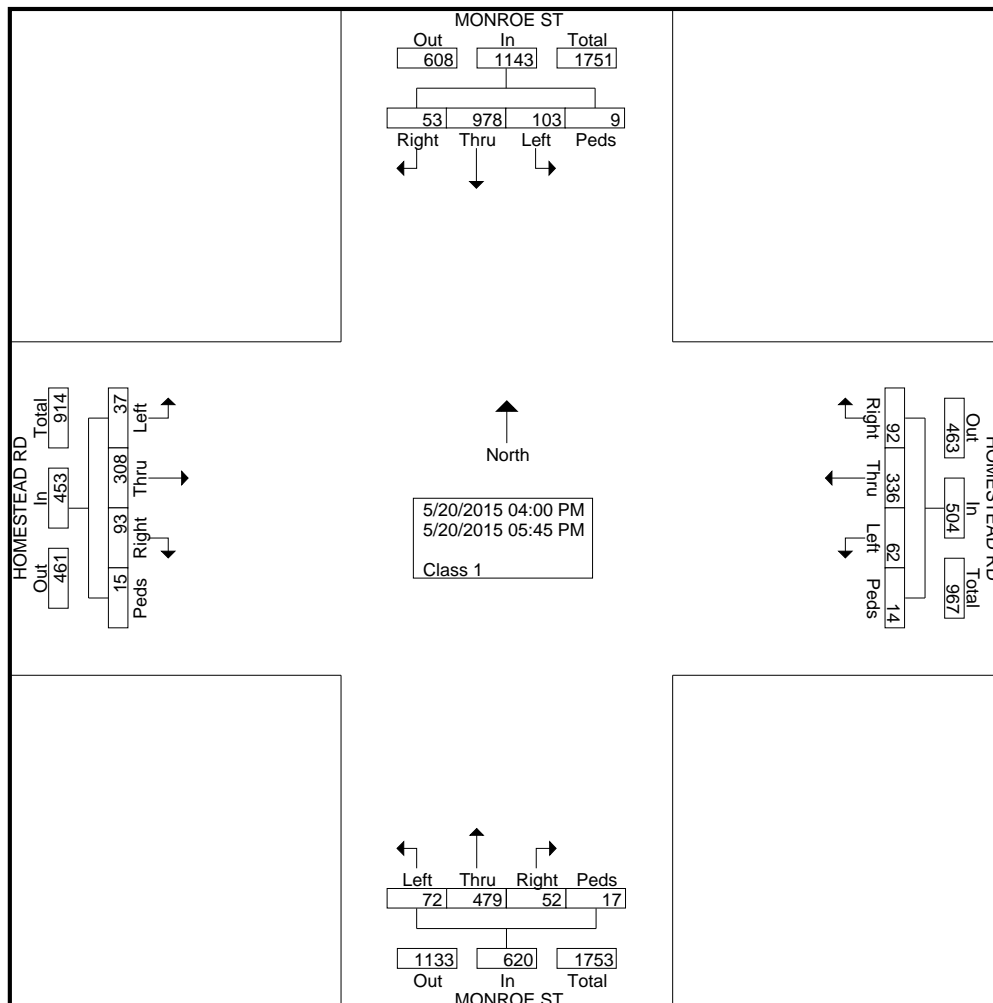 MONROE ST
Out In Total
608 1143 1751
53 978 103 9
Right Thru Left Peds
HOMESTEAD RD
Total In Out
914 453 461
37 308 93 15
Left Thru Right Peds
North
5/20/2015 04:00 PM
5/20/2015 05:45 PM
Class 1
Right Thru Left Peds
92 336 62 14
Out In Total
463 504 967
HOMESTEAD RD
Left Thru Right Peds
72 479 52 17
1133 620 1753
Out In Total
MONROE ST